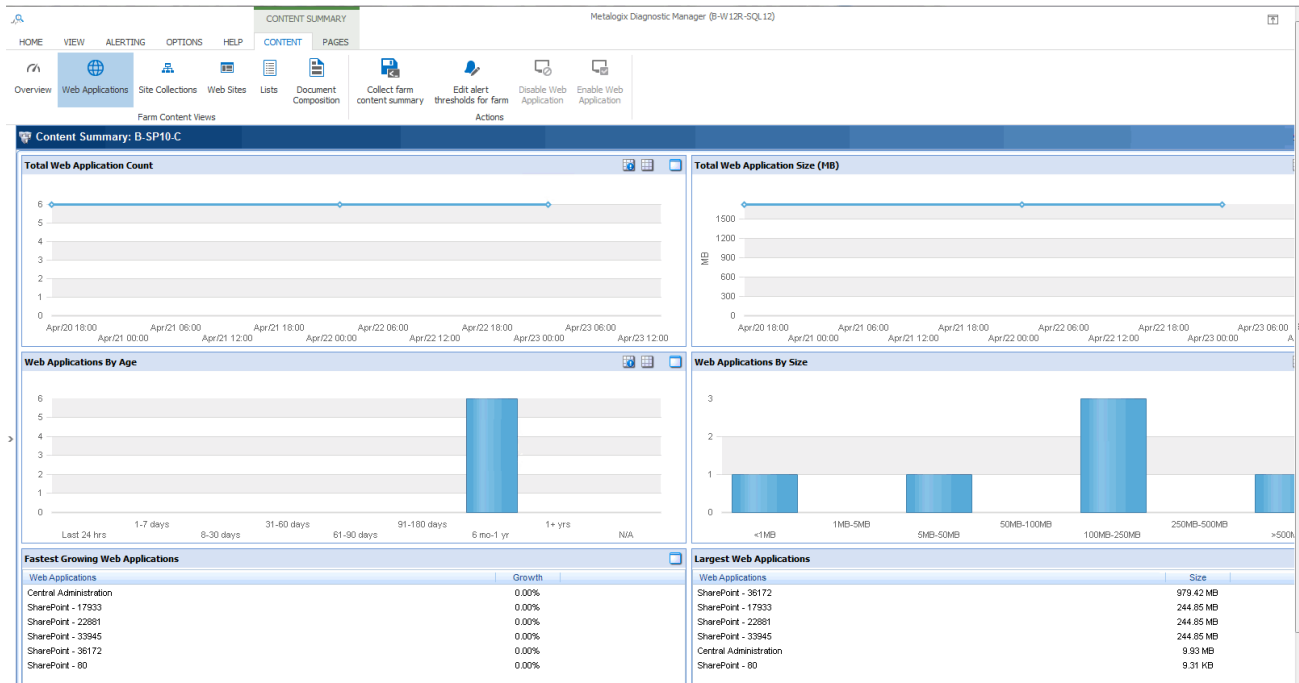 CONTENT SUMMARY
Metalogix Diagnostic Manager (B-W12R-SQL12)
HOME VIEW ALERTING OPTIONS HELP CONTENT PAGES
Overview Web Applications Site Collections Web Sites Lists Document Composition Collect farm content summary Edit alert thresholds for farm Disable Web Application Enable Web Application
Farm Content Views Actions
Content Summary: B-SP10-C
Total Web Application Count
6
5
4
3
2
1
0
Apr/20 18:00 Apr/21 06:00 Apr/21 18:00 Apr/22 06:00 Apr/22 18:00 Apr/23 06:00
Apr/21 00:00 Apr/21 12:00 Apr/22 00:00 Apr/22 12:00 Apr/23 00:00 Apr/23 12:00
Total Web Application Size (MB)
1500
1200
900
600
300
0
MB
Apr/20 18:00 Apr/21 06:00 Apr/21 18:00 Apr/22 06:00 Apr/22 18:00 Apr/23 06:00
Apr/21 00:00 Apr/21 12:00 Apr/22 00:00 Apr/22 12:00 Apr/23 00:00 A
Web Applications By Age
6
5
4
3
2
1
0
1-7 days 31-60 days 91-180 days 1+ yrs
Last 24 hrs 8-30 days 61-90 days 6 mo-1 yr N/A
Web Applications By Size
3
2
1
0
1MB-5MB 50MB-100MB 250MB-500MB
<1MB 5MB-50MB 100MB-250MB >500M
Fastest Growing Web Applications
Web Applications Growth
Central Administration 0.00%
SharePoint - 17933 0.00%
SharePoint - 22881 0.00%
SharePoint - 33945 0.00%
SharePoint - 36172 0.00%
SharePoint - 80 0.00%
Largest Web Applications
Web Applications Size
SharePoint - 36172 979.42 MB
SharePoint - 17933 244.85 MB
SharePoint - 22881 244.85 MB
SharePoint - 33945 244.85 MB
Central Administration 9.93 MB
SharePoint - 80 9.31 KB